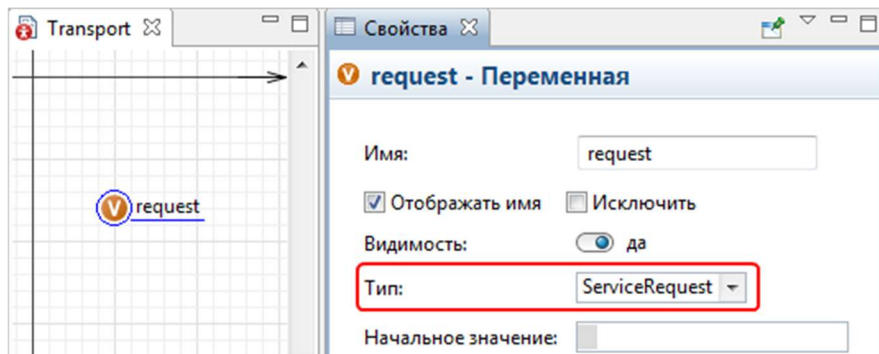 Transport
Свойства
request - Переменная
request
Имя: request
Отображать имя Исключить
Видимость: да
Тип: ServiceRequest
Начальное значение: